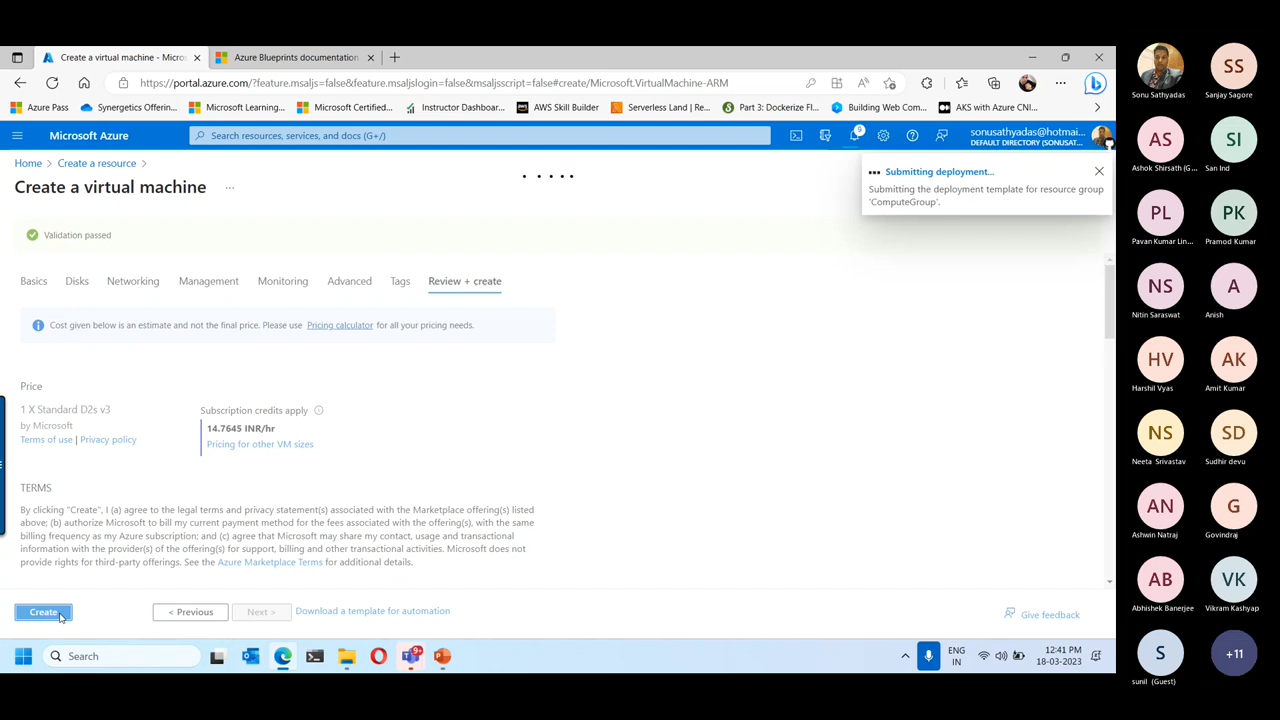 Create a virtual machine - Micros
Azure Blueprints documentation
https://portal.azure.com/?feature.msaljs=false&feature.msaljslogin=false&msaljsscript=false#create/Microsoft.VirtualMachine-ARM
Azure Pass
Synergetics Offerin...
Microsoft Learning...
Microsoft Certified...
Instructor Dashboar...
AWS Skill Builder
Serverless Land | Re...
Part 3: Dockerize Fl...
Building Web Com...
AKS with Azure CNI...
Microsoft Azure
Search resources, services, and docs (G+/)
9
sonusathyadas@hotmai...
DEFAULT DIRECTORY (SONUSAT...
Home > Create a resource >
Create a virtual machine
...
Submitting deployment...
Submitting the deployment template for resource group
'ComputeGroup'.
Validation passed
Basics
Disks
Networking
Management
Monitoring
Advanced
Tags
Review + create
Cost given below is an estimate and not the final price. Please use Pricing calculator for all your pricing needs.
Price
1 X Standard D2s v3
by Microsoft
Terms of use | Privacy policy
Subscription credits apply
14.7645 INR/hr
Pricing for other VM sizes
TERMS
By clicking "Create", I (a) agree to the legal terms and privacy statement(s) associated with the Marketplace offering(s) listed
above; (b) authorize Microsoft to bill my current payment method for the fees associated with the offering(s), with the same
billing frequency as my Azure subscription; and (c) agree that Microsoft may share my contact, usage and transactional
information with the provider(s) of the offering(s) for support, billing and other transactional activities. Microsoft does not
provide rights for third-party offerings. See the Azure Marketplace Terms for additional details.
Create
< Previous
Next >
Download a template for automation
Give feedback
Search
9+
ENG
IN
12:41 PM
18-03-2023
Sonu Sathyadas
SS
Sanjay Sagore
AS
Ashok Shirsath (G...
SI
San Ind
PL
Pavan Kumar Lin...
PK
Pramod Kumar
NS
Nitin Saraswat
A
Anish
HV
Harshil Vyas
AK
Amit Kumar
NS
Neeta Srivastav
SD
Sudhir devu
AN
Ashwin Natraj
G
Govindraj
AB
Abhishek Banerjee
VK
Vikram Kashyap
S
sunil (Guest)
+11